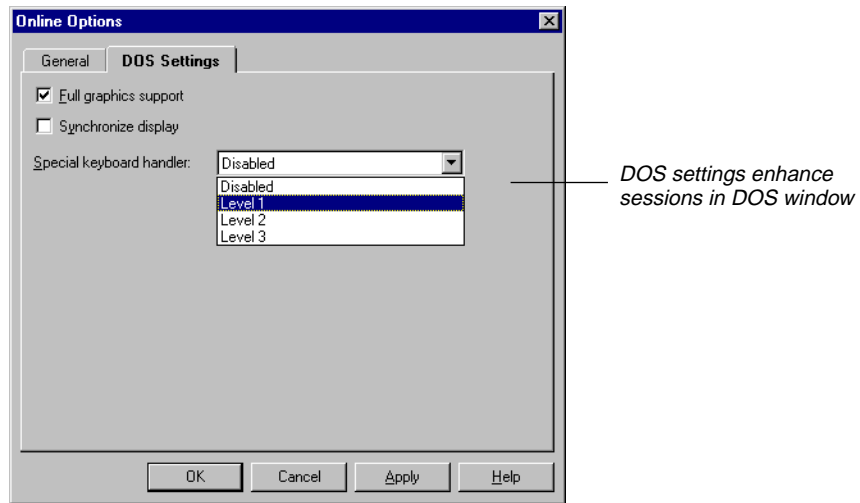 Online Options
General DOS Settings
Full graphics support
Synchronize display
Special keyboard handler: Disabled
Disabled
Level 1
Level 2
Level 3
DOS settings enhance
sessions in DOS window
OK Cancel Apply Help